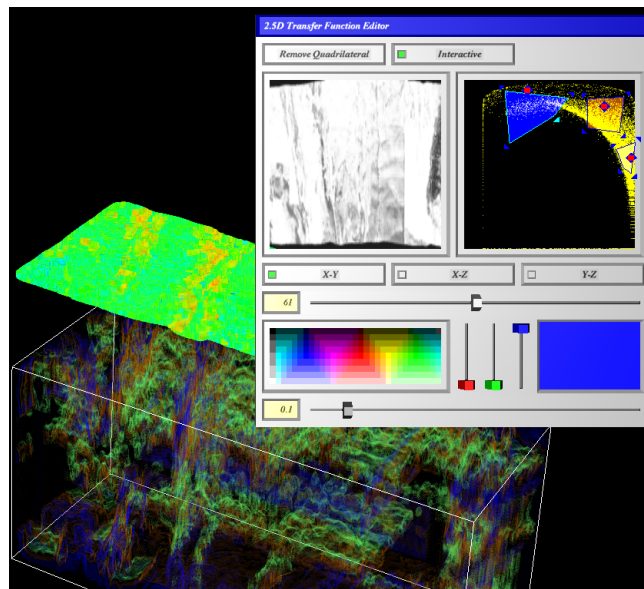 2.5D Transfer Function Editor
Remove Quadrilateral
Interactive
X-Y
X-Z
Y-Z
61
0.1